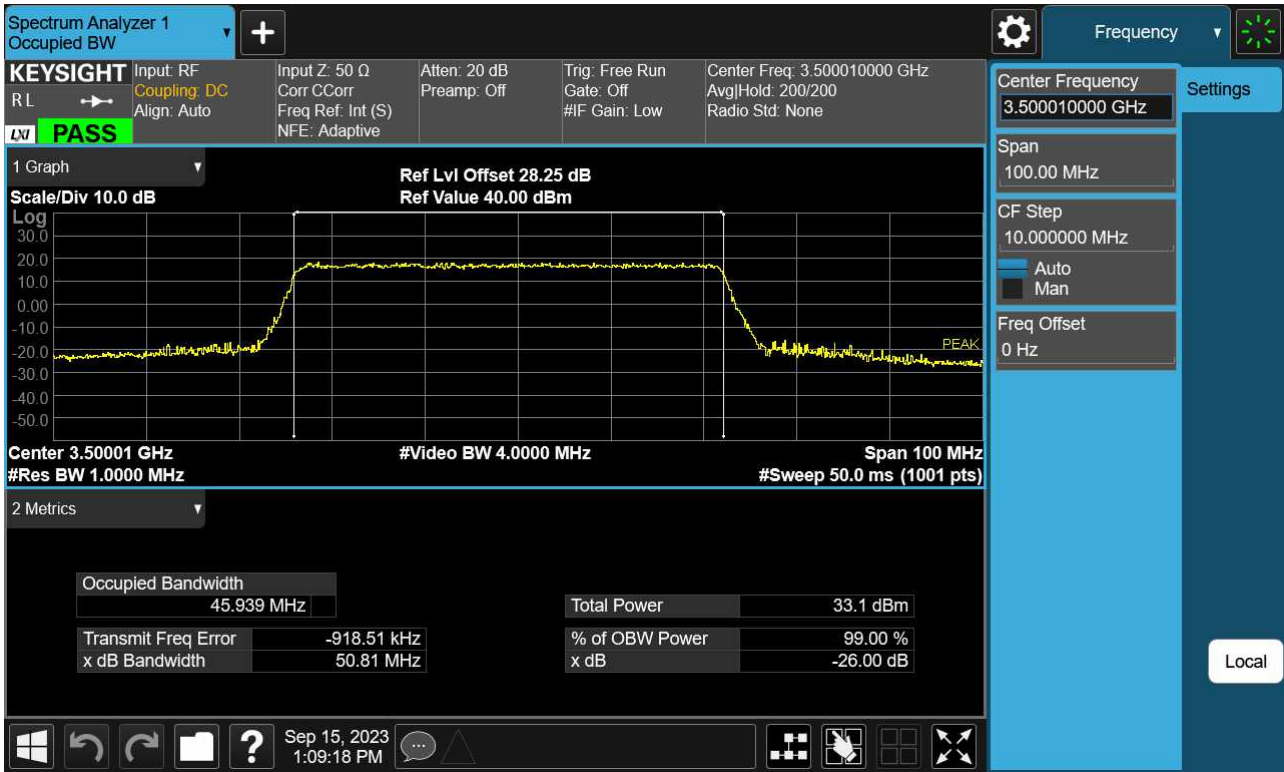 Spectrum Analyzer 1
Occupied BW
Frequency
KEYSIGHT
R L
LXI
PASS
Input: RF
Coupling: DC
Align: Auto
Input Z: 50 Ω
Corr CCorr
Freq Ref: Int (S)
NFE: Adaptive
Atten: 20 dB
Preamp: Off
Trig: Free Run
Gate: Off
#IF Gain: Low
Center Freq: 3.500010000 GHz
Avg|Hold: 200/200
Radio Std: None
Center Frequency
3.500010000 GHz
Settings
Span
100.00 MHz
CF Step
10.000000 MHz
Auto
Man
Freq Offset
0 Hz
Local
1 Graph
Scale/Div 10.0 dB
Ref Lvl Offset 28.25 dB
Ref Value 40.00 dBm
Log
30.0
20.0
10.0
0.00
-10.0
-20.0
-30.0
-40.0
-50.0
PEAK
Center 3.50001 GHz
#Video BW 4.0000 MHz
Span 100 MHz
#Res BW 1.0000 MHz
#Sweep 50.0 ms (1001 pts)
2 Metrics
Occupied Bandwidth
45.939 MHz
Total Power 33.1 dBm
Transmit Freq Error -918.51 kHz
% of OBW Power 99.00 %
x dB Bandwidth 50.81 MHz
x dB -26.00 dB
Sep 15, 2023
1:09:18 PM